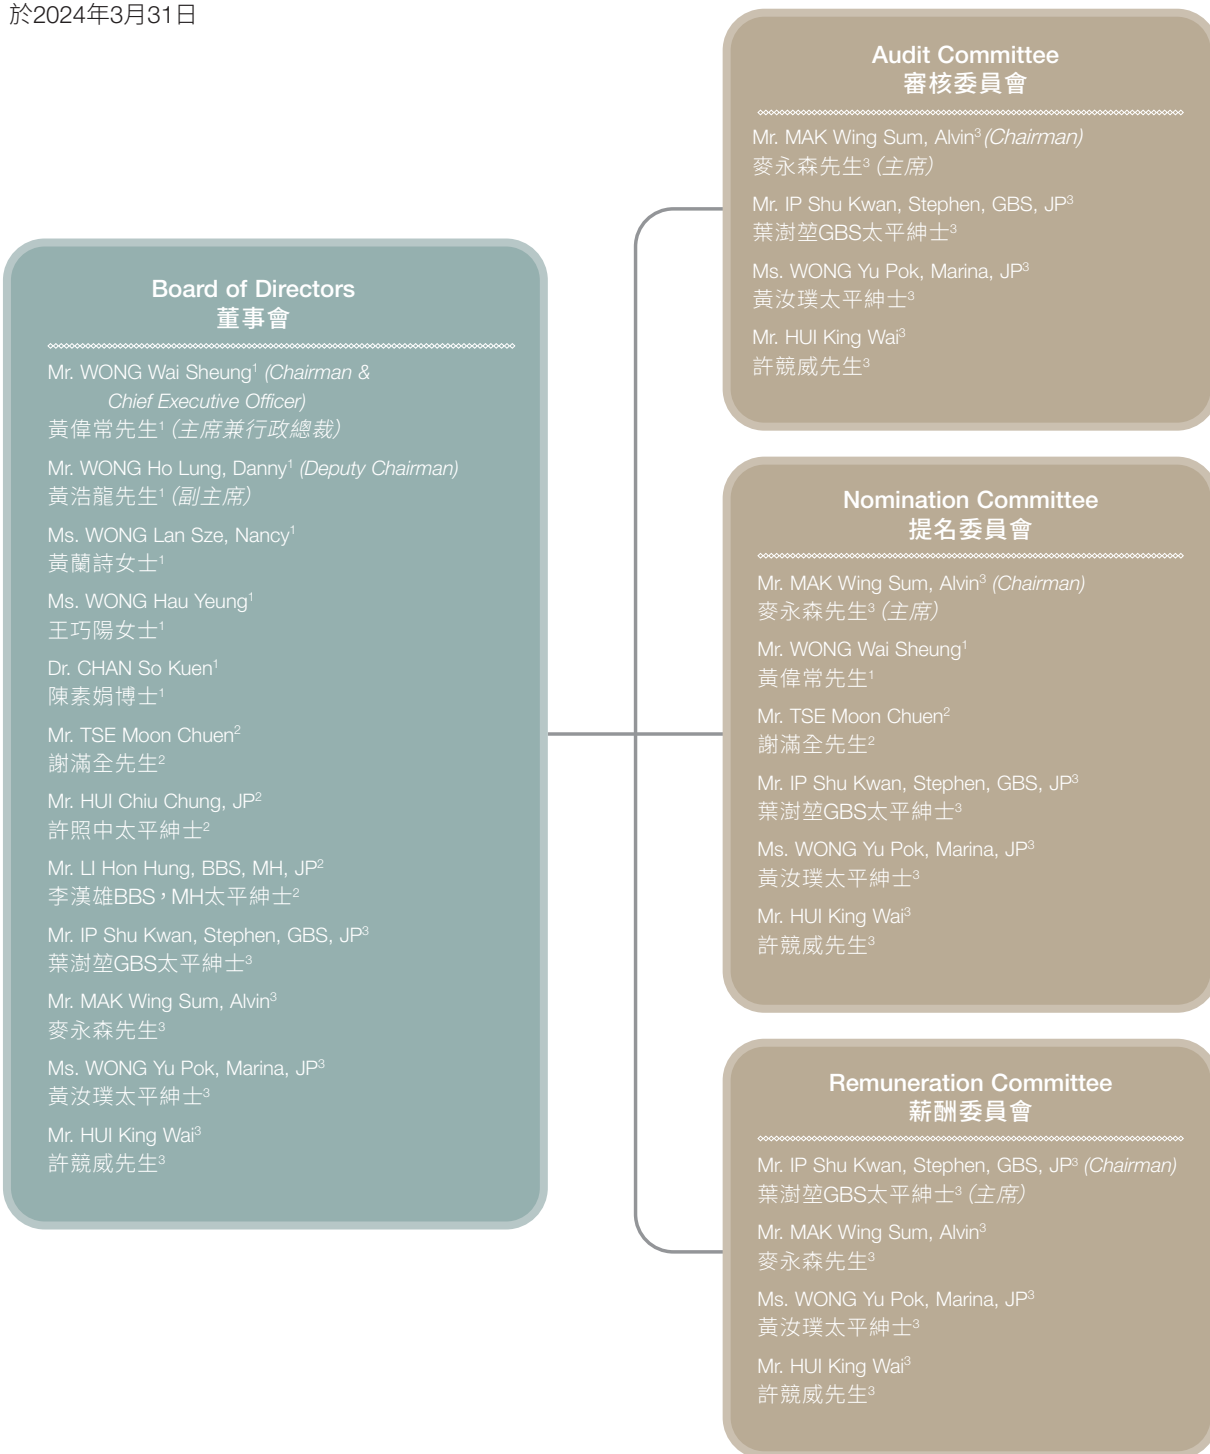 於2024年3月31日
Board of Directors
董事會
Mr. WONG Wai Sheung¹ (Chairman &
Chief Executive Officer)
黃偉常先生¹（主席兼行政總裁）
Mr. WONG Ho Lung, Danny¹ (Deputy Chairman)
黃浩龍先生¹（副主席）
Ms. WONG Lan Sze, Nancy¹
黃蘭詩女士¹
Ms. WONG Hau Yeung¹
王巧陽女士¹
Dr. CHAN So Kuen¹
陳素娟博士¹
Mr. TSE Moon Chuen²
謝滿全先生²
Mr. HUI Chiu Chung, JP²
許照中太平紳士²
Mr. LI Hon Hung, BBS, MH, JP²
李漢雄BBS，MH太平紳士²
Mr. IP Shu Kwan, Stephen, GBS, JP³
葉澍堃GBS太平紳士³
Mr. MAK Wing Sum, Alvin³
麥永森先生³
Ms. WONG Yu Pok, Marina, JP³
黃汝璞太平紳士³
Mr. HUI King Wai³
許競威先生³
Audit Committee
審核委員會
Mr. MAK Wing Sum, Alvin³ (Chairman)
麥永森先生³（主席）
Mr. IP Shu Kwan, Stephen, GBS, JP³
葉澍堃GBS太平紳士³
Ms. WONG Yu Pok, Marina, JP³
黃汝璞太平紳士³
Mr. HUI King Wai³
許競威先生³
Nomination Committee
提名委員會
Mr. MAK Wing Sum, Alvin³ (Chairman)
麥永森先生³（主席）
Mr. WONG Wai Sheung¹
黃偉常先生¹
Mr. TSE Moon Chuen²
謝滿全先生²
Mr. IP Shu Kwan, Stephen, GBS, JP³
葉澍堃GBS太平紳士³
Ms. WONG Yu Pok, Marina, JP³
黃汝璞太平紳士³
Mr. HUI King Wai³
許競威先生³
Remuneration Committee
薪酬委員會
Mr. IP Shu Kwan, Stephen, GBS, JP³ (Chairman)
葉澍堃GBS太平紳士³（主席）
Mr. MAK Wing Sum, Alvin³
麥永森先生³
Ms. WONG Yu Pok, Marina, JP³
黃汝璞太平紳士³
Mr. HUI King Wai³
許競威先生³